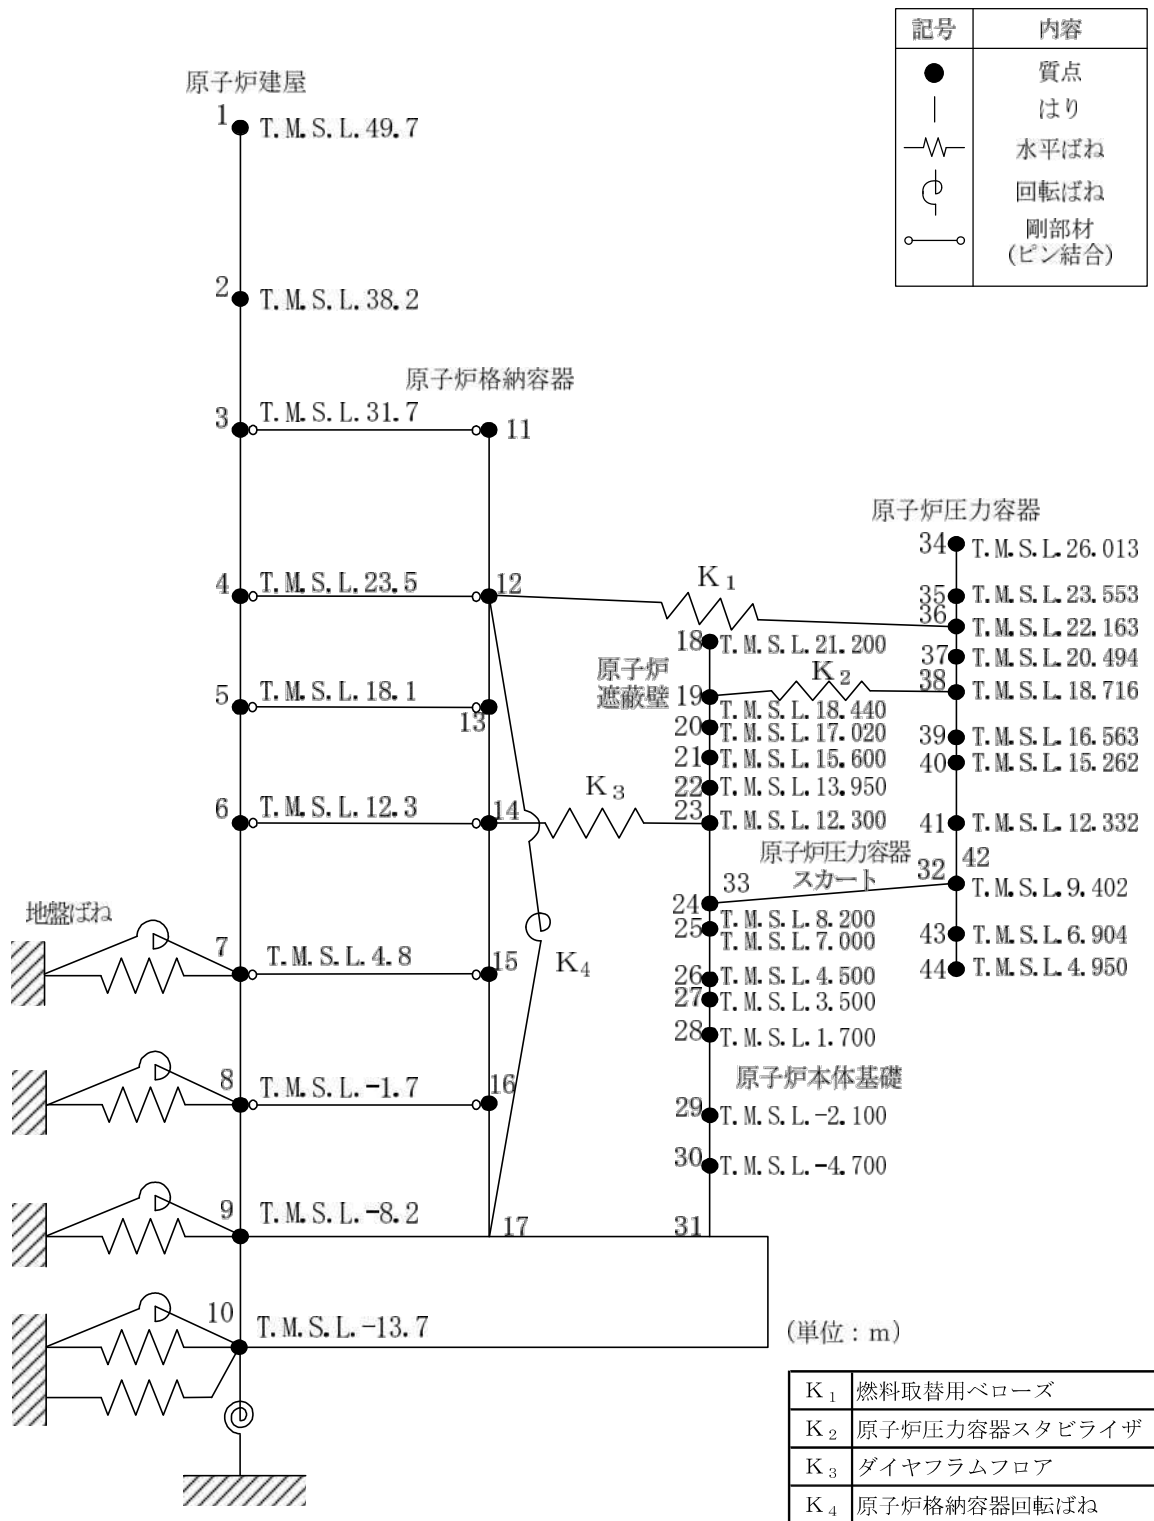 記号 内容
質点
はり
水平ばね
回転ばね
剛部材
(ピン結合)
原子炉建屋
1 T.M.S.L.49.7
2 T.M.S.L.38.2
原子炉格納容器
3 T.M.S.L.31.7 11
原子炉圧力容器
34 T.M.S.L.26.013
4 T.M.S.L.23.5 12 K1
35 T.M.S.L.23.553
36 T.M.S.L.22.163
18 T.M.S.L.21.200
37 T.M.S.L.20.494
原子炉
遮蔽壁
K2
5 T.M.S.L.18.1 13
19 T.M.S.L.18.440
38 T.M.S.L.18.716
20 T.M.S.L.17.020
39 T.M.S.L.16.563
21 T.M.S.L.15.600
40 T.M.S.L.15.262
22 T.M.S.L.13.950
6 T.M.S.L.12.3 14 K3
23 T.M.S.L.12.300
41 T.M.S.L.12.332
原子炉圧力容器
スカート
33 32 42
T.M.S.L.9.402
24 T.M.S.L.8.200
25 T.M.S.L.7.000
43 T.M.S.L.6.904
地盤ばね
7 T.M.S.L.4.8 15 K4
26 T.M.S.L.4.500
44 T.M.S.L.4.950
27 T.M.S.L.3.500
28 T.M.S.L.1.700
原子炉本体基礎
8 T.M.S.L.-1.7 16
29 T.M.S.L.-2.100
30 T.M.S.L.-4.700
9 T.M.S.L.-8.2 17 31
10 T.M.S.L.-13.7
(単位:m)
K1 燃料取替用ベローズ
K2 原子炉圧力容器スタビライザ
K3 ダイヤフラムフロア
K4 原子炉格納容器回転ばね